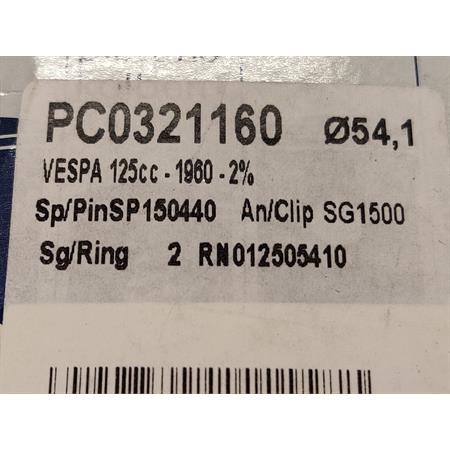 PC0321160 Ø54,1
VESPA 125cc - 1960 - 2%
Sp/PinSP150440 An/Clip SG1500
Sg/Ring 2 RN012505410